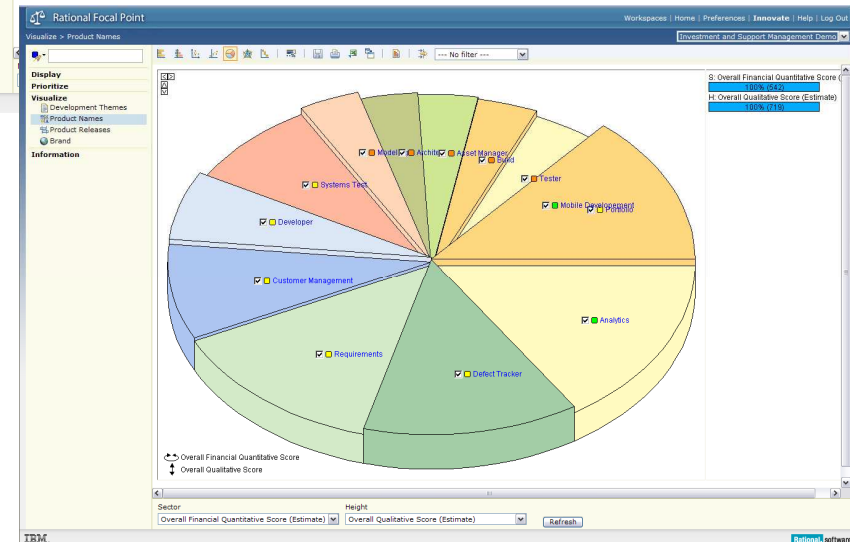 Rational Focal Point
Workspaces | Home | Preferences | Innovate | Help | Log Out
Visualize > Product Names
Investment and Support Management Demo
--- No filter ---
Display
Prioritize
Visualize
Development Themes
Product Names
Product Releases
Brand
Information
S: Overall Financial Quantitative Score (
100% (542)
H: Overall Qualitative Score (Estimate)
100% (719)
Asset Manager
Build
Tester
Systems Test
Mobile Developement
Portfolio
Developer
Customer Management
Analytics
Requirements
Defect Tracker
Overall Financial Quantitative Score
Overall Qualitative Score
Sector
Height
Overall Financial Quantitative Score (Estimate)
Overall Qualitative Score (Estimate)
Refresh
IBM
Rational software